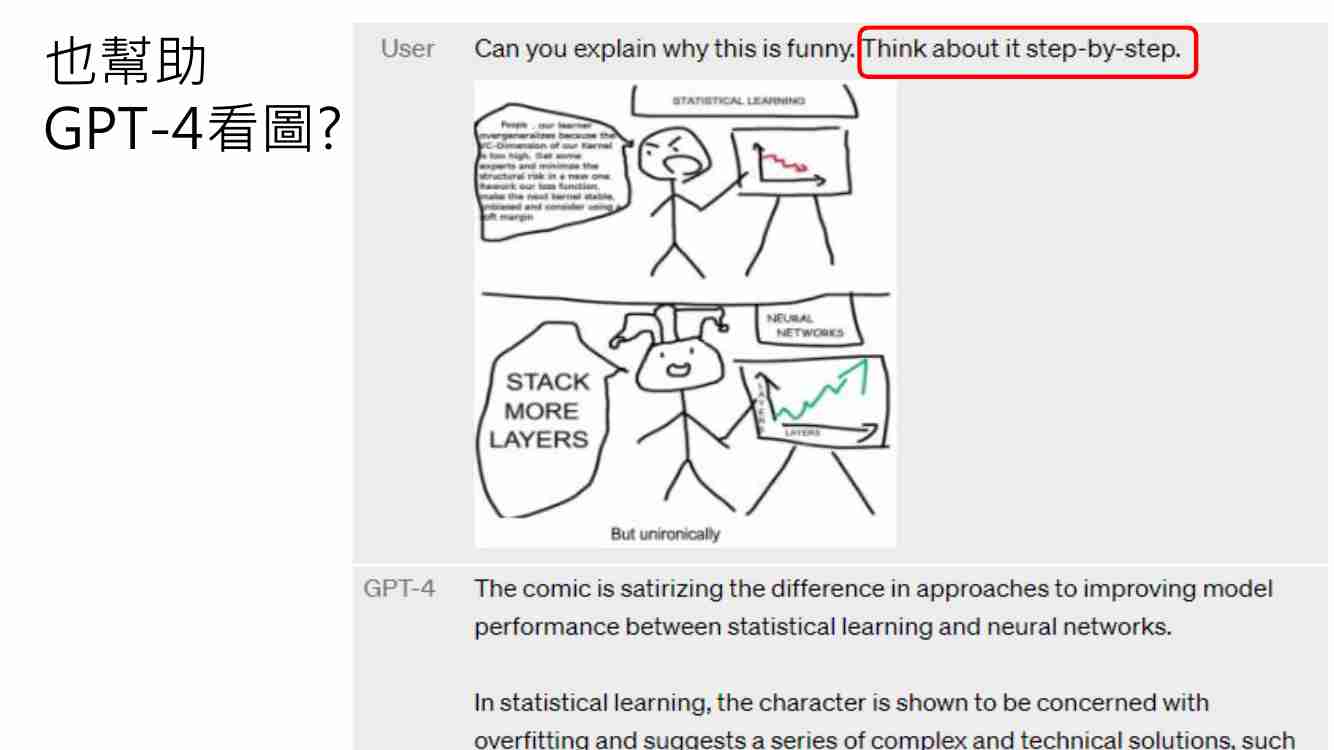 也幫助
GPT-4看圖?
User
Can you explain why this is funny. Think about it step-by-step.
STATISTICAL LEARNING
People, our learner
overgeneralizes because the
VC-Dimension of our Kernel
is too high, Get some
experts and minimize the
structural risk in a new one.
Rework our loss function,
make the next kernel stable,
unbiased and consider using a
soft margin
NEURAL
NETWORKS
STACK
MORE
LAYERS
LAYERS
LAYERS
But unironically
GPT-4
The comic is satirizing the difference in approaches to improving model
performance between statistical learning and neural networks.
In statistical learning, the character is shown to be concerned with
overfitting and suggests a series of complex and technical solutions, such